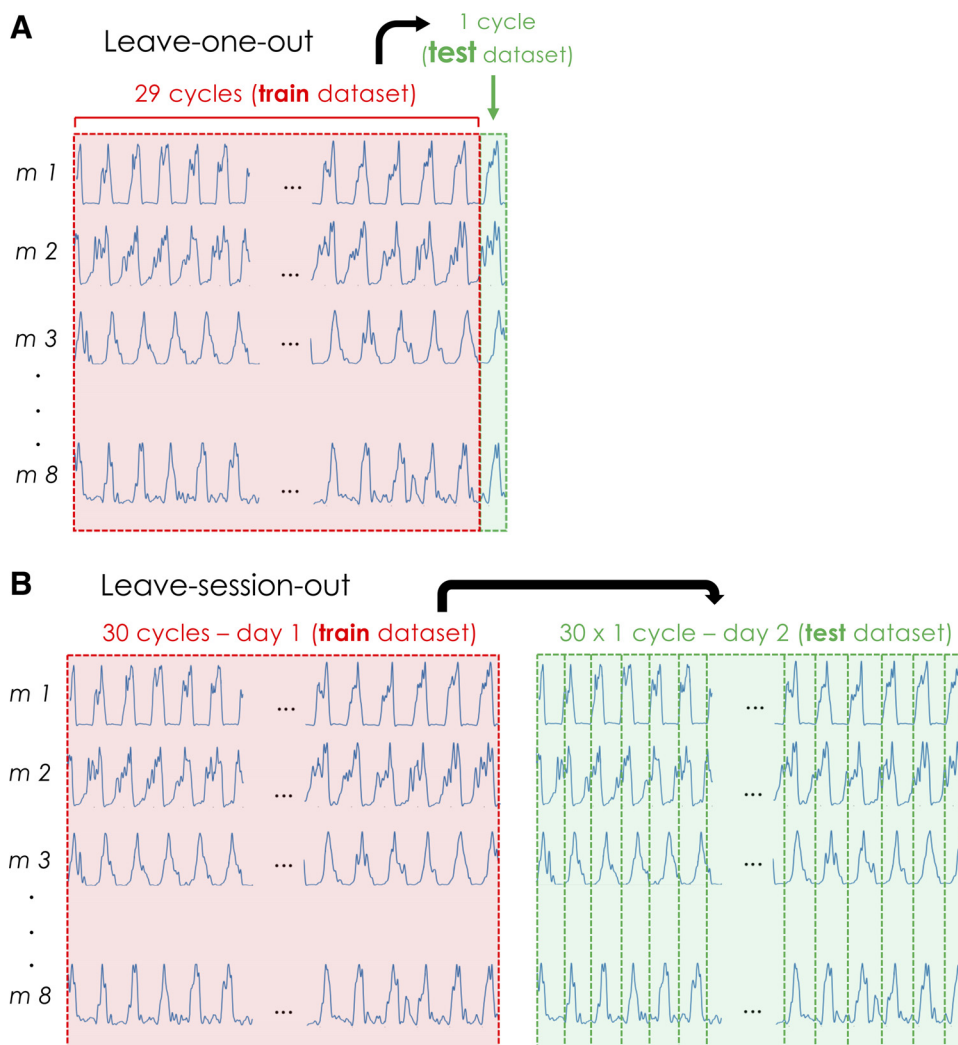 A
Leave-one-out
1 cycle
(test dataset)
29 cycles (train dataset)
m 1
...
m 2
...
m 3
...
.
.
.
m 8
...
B
Leave-session-out
30 cycles – day 1 (train dataset)
30 x 1 cycle – day 2 (test dataset)
m 1
...
...
m 2
...
...
m 3
...
...
.
.
.
m 8
...
...